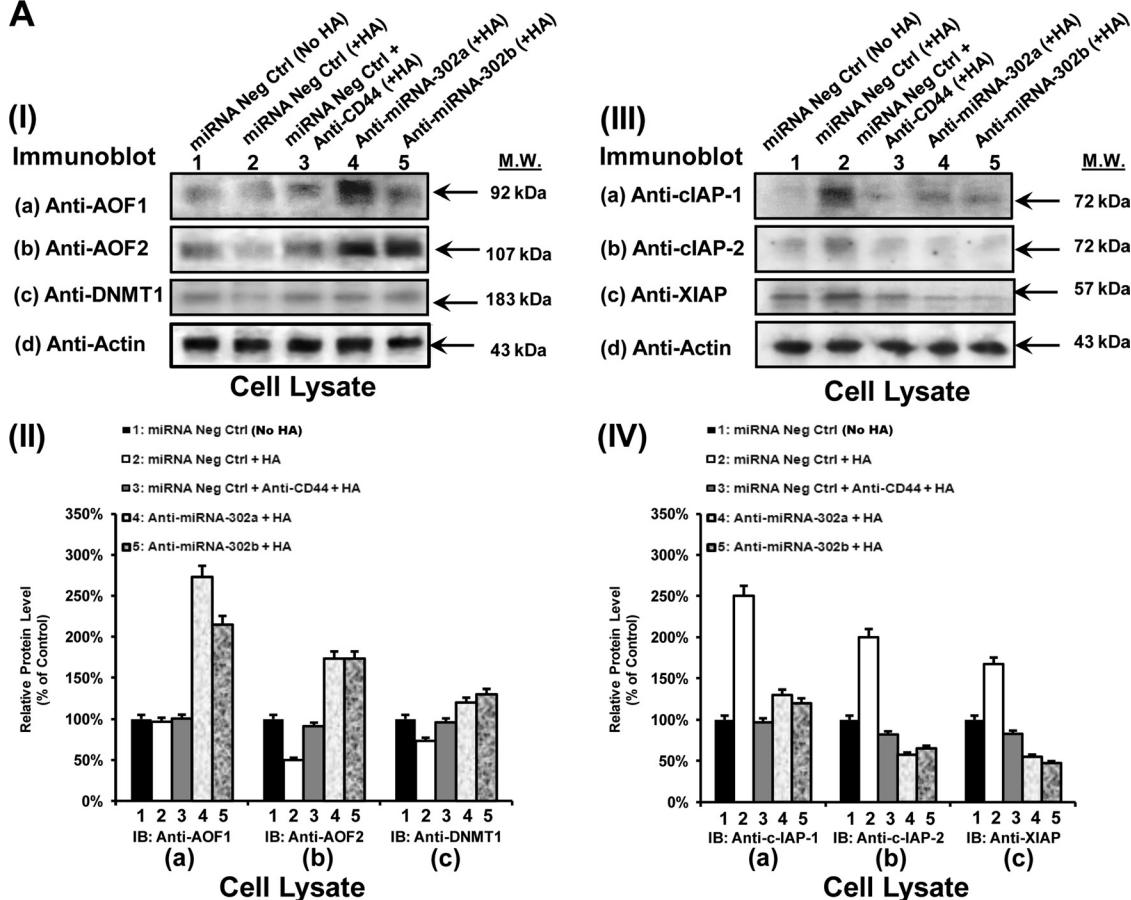 A
miRNA Neg Ctrl (No HA)
miRNA Neg Ctrl (+HA)
miRNA Neg Ctrl +
Anti-CD44 (+HA)
Anti-miRNA-302a (+HA)
Anti-miRNA-302b (+HA)
(I)
Immunoblot
1 2 3 4 5
M.W.
(a) Anti-AOF1
92 kDa
(b) Anti-AOF2
107 kDa
(c) Anti-DNMT1
183 kDa
(d) Anti-Actin
43 kDa
Cell Lysate
miRNA Neg Ctrl (No HA)
miRNA Neg Ctrl (+HA)
miRNA Neg Ctrl +
Anti-CD44 (+HA)
Anti-miRNA-302a (+HA)
Anti-miRNA-302b (+HA)
(III)
Immunoblot
1 2 3 4 5
M.W.
(a) Anti-cIAP-1
72 kDa
(b) Anti-cIAP-2
72 kDa
(c) Anti-XIAP
57 kDa
(d) Anti-Actin
43 kDa
Cell Lysate
(II)
1: miRNA Neg Ctrl (No HA)
2: miRNA Neg Ctrl + HA
3: miRNA Neg Ctrl + Anti-CD44 + HA
4: Anti-miRNA-302a + HA
5: Anti-miRNA-302b + HA
Relative Protein Level
(% of Control)
350%
300%
250%
200%
150%
100%
50%
0%
1 2 3 4 5 1 2 3 4 5 1 2 3 4 5
IB: Anti-AOF1 IB: Anti-AOF2 IB: Anti-DNMT1
(a) (b) (c)
Cell Lysate
(IV)
1: miRNA Neg Ctrl (No HA)
2: miRNA Neg Ctrl + HA
3: miRNA Neg Ctrl + Anti-CD44 + HA
4: Anti-miRNA-302a + HA
5: Anti-miRNA-302b + HA
Relative Protein Level
(% of Control)
350%
300%
250%
200%
150%
100%
50%
0%
1 2 3 4 5 1 2 3 4 5 1 2 3 4 5
IB: Anti-c-IAP-1 IB: Anti-c-IAP-2 IB: Anti-XIAP
(a) (b) (c)
Cell Lysate